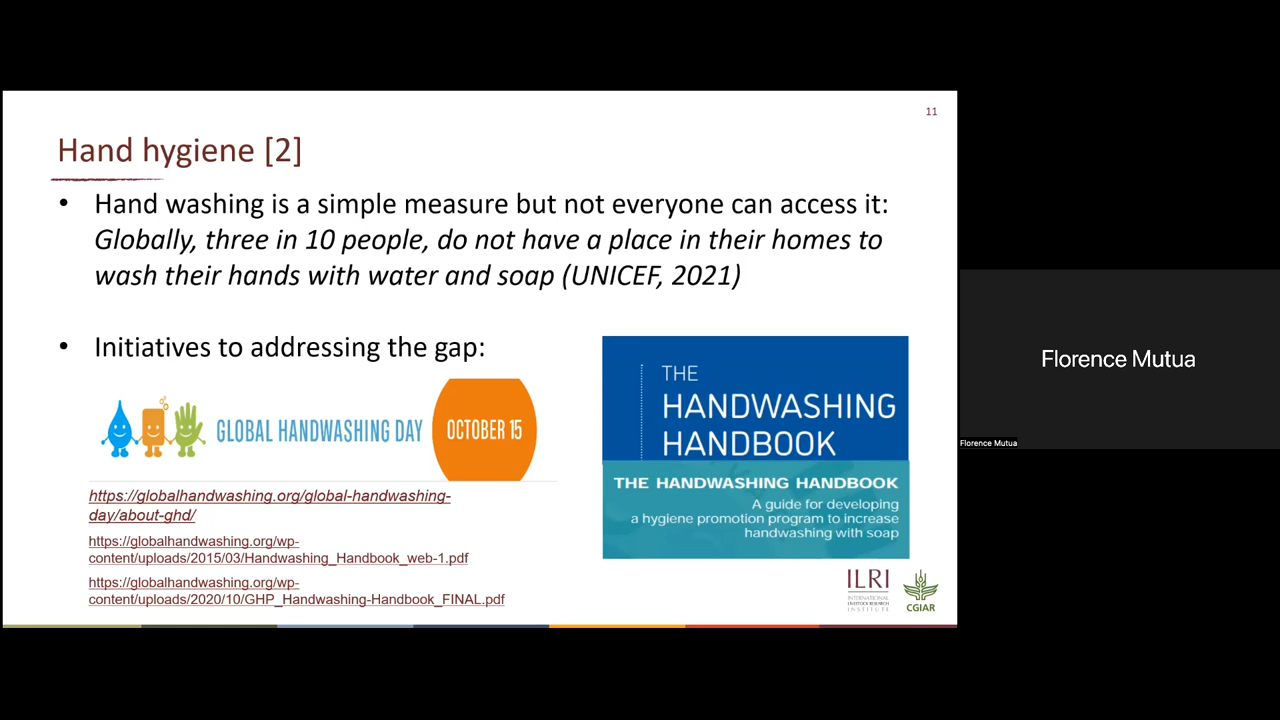 11
Hand hygiene [2]
• Hand washing is a simple measure but not everyone can access it:
Globally, three in 10 people, do not have a place in their homes to
wash their hands with water and soap (UNICEF, 2021)
• Initiatives to addressing the gap:
GLOBAL HANDWASHING DAY
OCTOBER 15
https://globalhandwashing.org/global-handwashing-
day/about-ghd/
https://globalhandwashing.org/wp-
content/uploads/2015/03/Handwashing_Handbook_web-1.pdf
https://globalhandwashing.org/wp-
content/uploads/2020/10/GHP_Handwashing-Handbook_FINAL.pdf
THE
HANDWASHING
HANDBOOK
THE HANDWASHING HANDBOOK
A guide for developing
a hygiene promotion program to increase
handwashing with soap
ILRI
INTERNATIONAL
LIVESTOCK RESEARCH
INSTITUTE
CGIAR
Florence Mutua
Florence Mutua